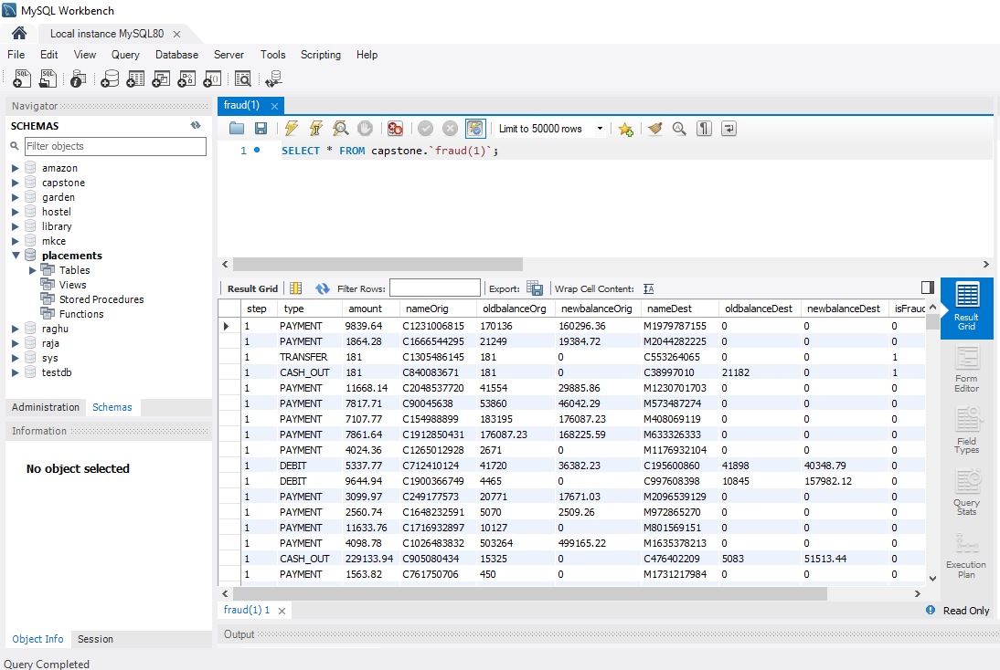 MySQL Workbench
Local instance MySQL80
File Edit View Query Database Server Tools Scripting Help
Navigator
SCHEMAS
Filter objects
amazon
capstone
garden
hostel
library
mkce
placements
Tables
Views
Stored Procedures
Functions
raghu
raja
sys
testdb
Administration Schemas
Information
No object selected
Object Info Session
Query Completed
fraud(1)
Limit to 50000 rows
1 SELECT * FROM capstone.`fraud(1)`;
Result Grid Filter Rows: Export: Wrap Cell Content:
step type amount nameOrig oldbalanceOrg newbalanceOrig nameDest oldbalanceDest newbalanceDest isFraud
1 PAYMENT 9839.64 C1231006815 170136 160296.36 M1979787155 0 0 0
1 PAYMENT 1864.28 C1666544295 21249 19384.72 M2044282225 0 0 0
1 TRANSFER 181 C1305486145 181 0 C553264065 0 0 1
1 CASH_OUT 181 C840083671 181 0 C38997010 21182 0 1
1 PAYMENT 11668.14 C2048537720 41554 29885.86 M1230701703 0 0 0
1 PAYMENT 7817.71 C90045638 53860 46042.29 M573487274 0 0 0
1 PAYMENT 7107.77 C154988899 183195 176087.23 M408069119 0 0 0
1 PAYMENT 7861.64 C1912850431 176087.23 168225.59 M633326333 0 0 0
1 PAYMENT 4024.36 C1265012928 2671 0 M1176932104 0 0 0
1 DEBIT 5337.77 C712410124 41720 36382.23 C195600860 41898 40348.79 0
1 DEBIT 9644.94 C1900366749 4465 0 C997608398 10845 157982.12 0
1 PAYMENT 3099.97 C249177573 20771 17671.03 M2096539129 0 0 0
1 PAYMENT 2560.74 C1648232591 5070 2509.26 M972865270 0 0 0
1 PAYMENT 11633.76 C1716932897 10127 0 M801569151 0 0 0
1 PAYMENT 4098.78 C1026483832 503264 499165.22 M1635378213 0 0 0
1 CASH_OUT 229133.94 C905080434 15325 0 C476402209 5083 51513.44 0
1 PAYMENT 1563.82 C761750706 450 0 M1731217984 0 0 0
Result Grid
Form Editor
Field Types
Query Stats
Execution Plan
fraud(1) 1
Read Only
Output